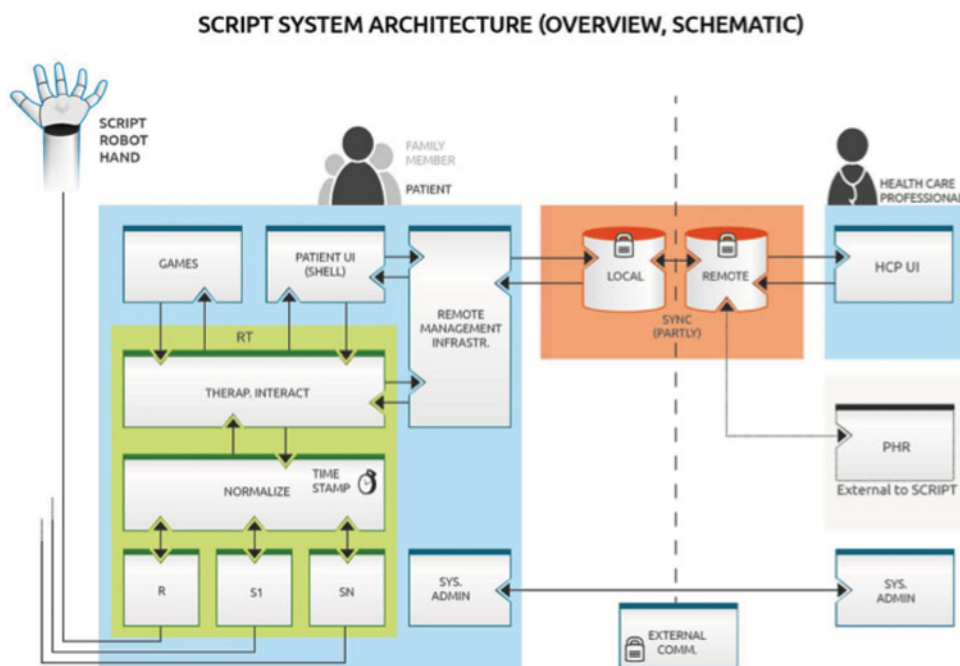 SCRIPT SYSTEM ARCHITECTURE (OVERVIEW, SCHEMATIC)
SCRIPT
ROBOT
HAND
FAMILY
MEMBER
PATIENT
HEALTH CARE
PROFESSIONAL
GAMES
PATIENT UI
(SHELL)
REMOTE
MANAGEMENT
INFRASTR.
LOCAL
REMOTE
SYNC
(PARTLY)
HCP UI
RT
THERAP. INTERACT
NORMALIZE
TIME
STAMP
PHR
External to SCRIPT
R
S1
SN
SYS.
ADMIN
SYS.
ADMIN
EXTERNAL
COMM.